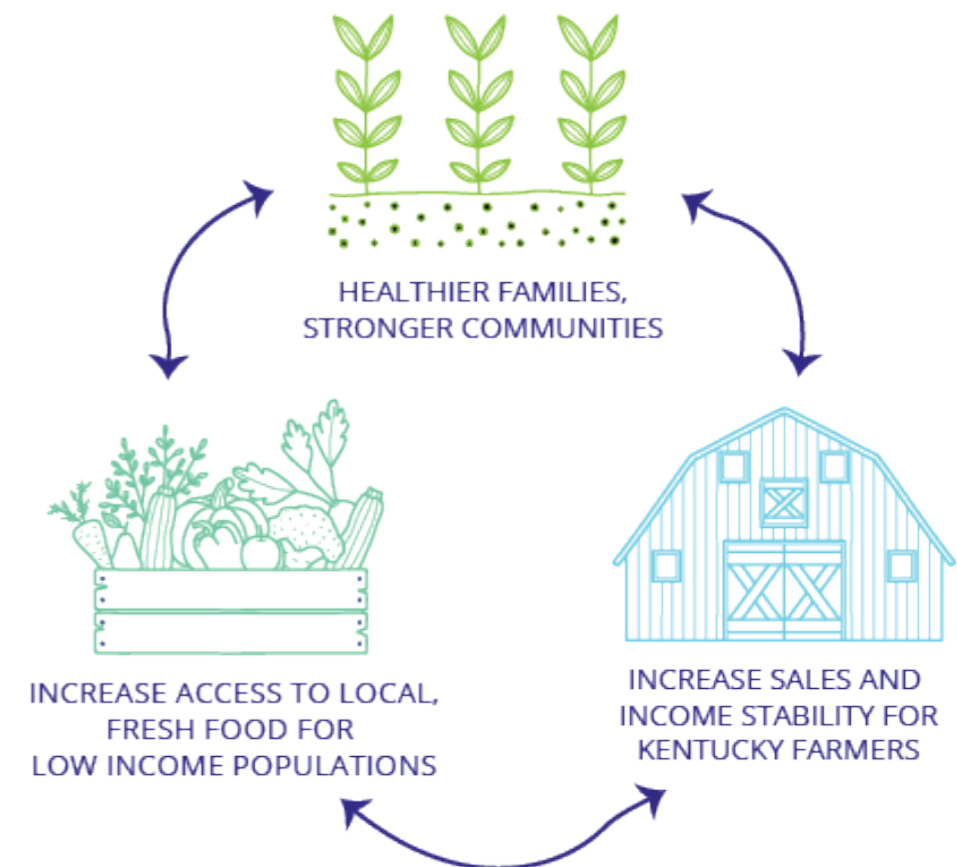 HEALTHIER FAMILIES,
STRONGER COMMUNITIES
INCREASE ACCESS TO LOCAL,
FRESH FOOD FOR
LOW INCOME POPULATIONS
INCREASE SALES AND
INCOME STABILITY FOR
KENTUCKY FARMERS